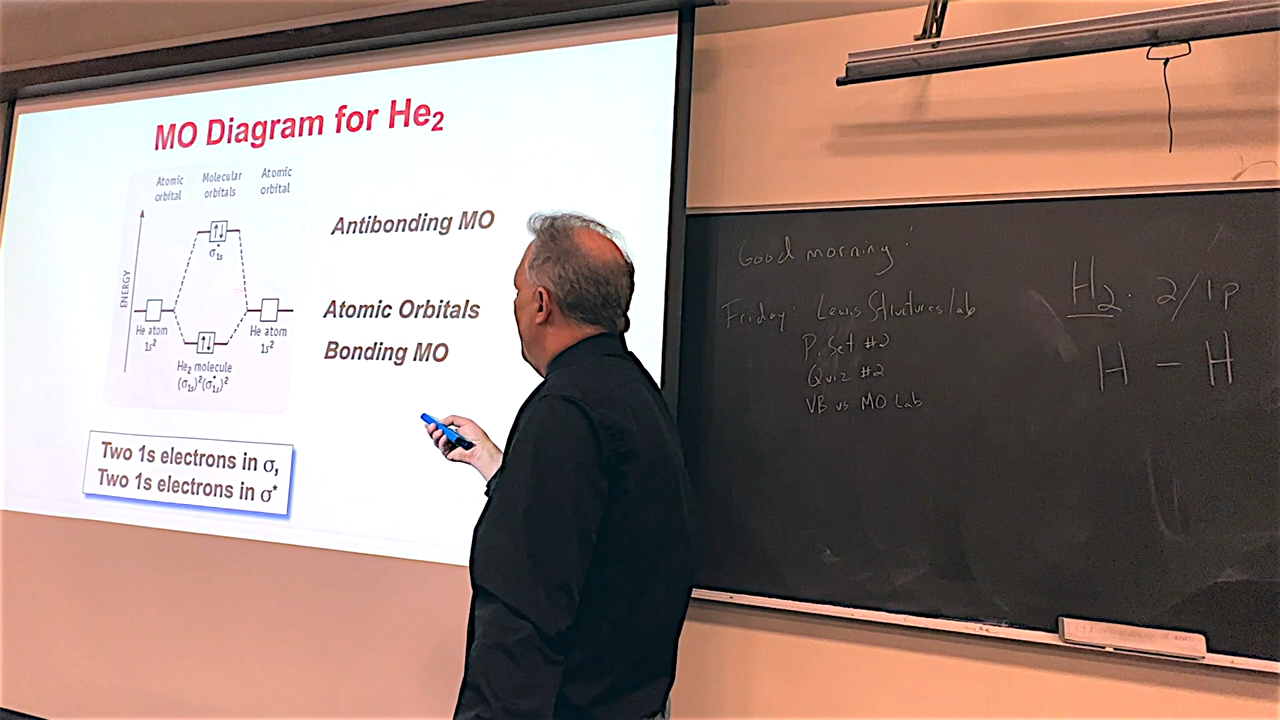 MO Diagram for He₂
Atomic orbital
Molecular orbitals
Atomic orbital
Antibonding MO
↑↓
σ*₁ₛ
ENERGY
Atomic Orbitals
He atom
1s²
He atom
1s²
Bonding MO
↑↓
He₂ molecule
(σ₁ₛ)²(σ*₁ₛ)²
Two 1s electrons in σ,
Two 1s electrons in σ*
Good morning!
Friday: Lewis Structures/ab
P. Set #2
Quiz #2
VB vs MO Lab
H₂: 2/1p
H – H